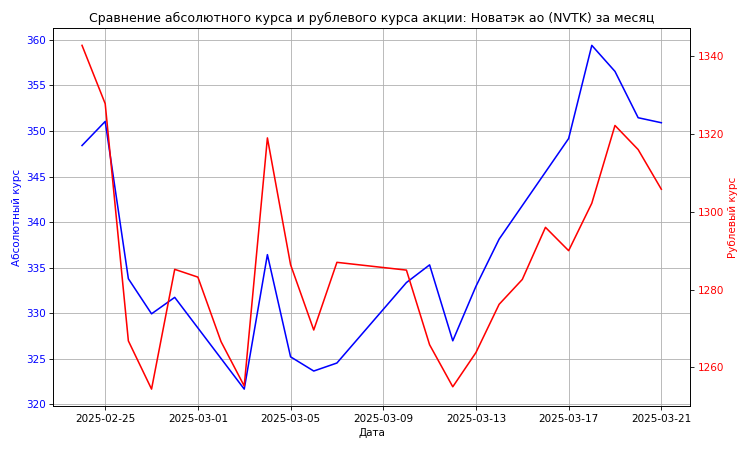 Сравнение абсолютного курса и рублевого курса акции: Новатэк ао (NVTK) за месяц
360
355
350
345
340
335
330
325
320
Абсолютный курс
1340
1320
1300
1280
1260
Рублевый курс
2025-02-25 2025-03-01 2025-03-05 2025-03-09 2025-03-13 2025-03-17 2025-03-21
Дата